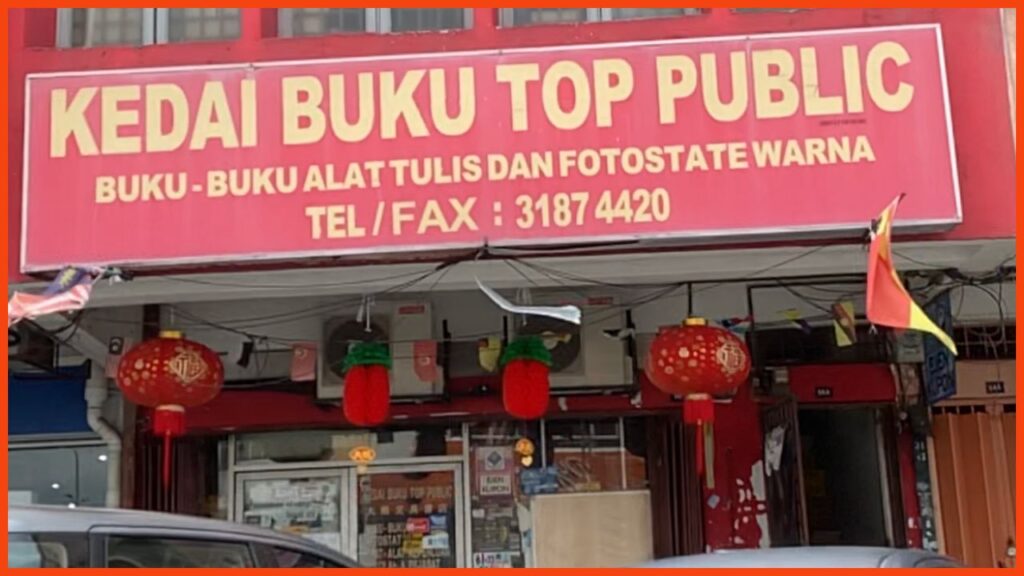 KEDAI BUKU TOP PUBLIC
BUKU - BUKU ALAT TULIS DAN FOTOSTATE WARNA
TEL / FAX : 3187 4420
KEDAI BUKU TOP PUBLIC